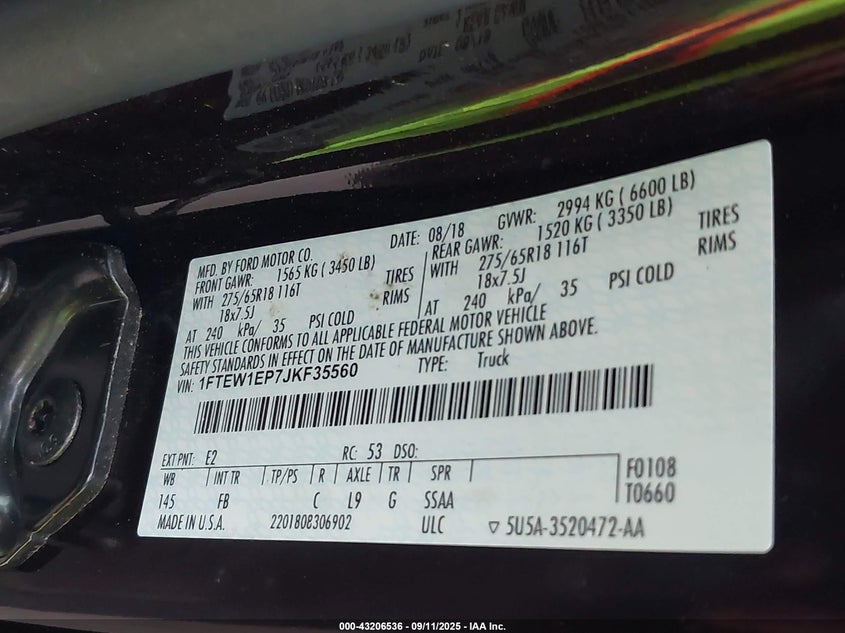 MFD. BY FORD MOTOR CO. DATE: 08/18 GVWR: 2994 KG ( 6600 LB)
FRONT GAWR: 1565 KG ( 3450 LB) REAR GAWR: 1520 KG ( 3350 LB)
WITH 275/65R18 116T TIRES WITH 275/65R18 116T TIRES
18x7.5J RIMS 18x7.5J RIMS
AT 240 kPa/ 35 PSI COLD AT 240 kPa/ 35 PSI COLD
THIS VEHICLE CONFORMS TO ALL APPLICABLE FEDERAL MOTOR VEHICLE
SAFETY STANDARDS IN EFFECT ON THE DATE OF MANUFACTURE SHOWN ABOVE.
VIN: 1FTEW1EP7JKF35560 TYPE: Truck
EXT PNT: E2 RC: 53 DSO:
WB INT TR TP/PS R AXLE TR SPR F0108
145 FB C L9 G SSAA T0660
MADE IN U.S.A. 2201808306902 ULC 5U5A-3520472-AA
000-43206536 - 09/11/2025 - IAA Inc.